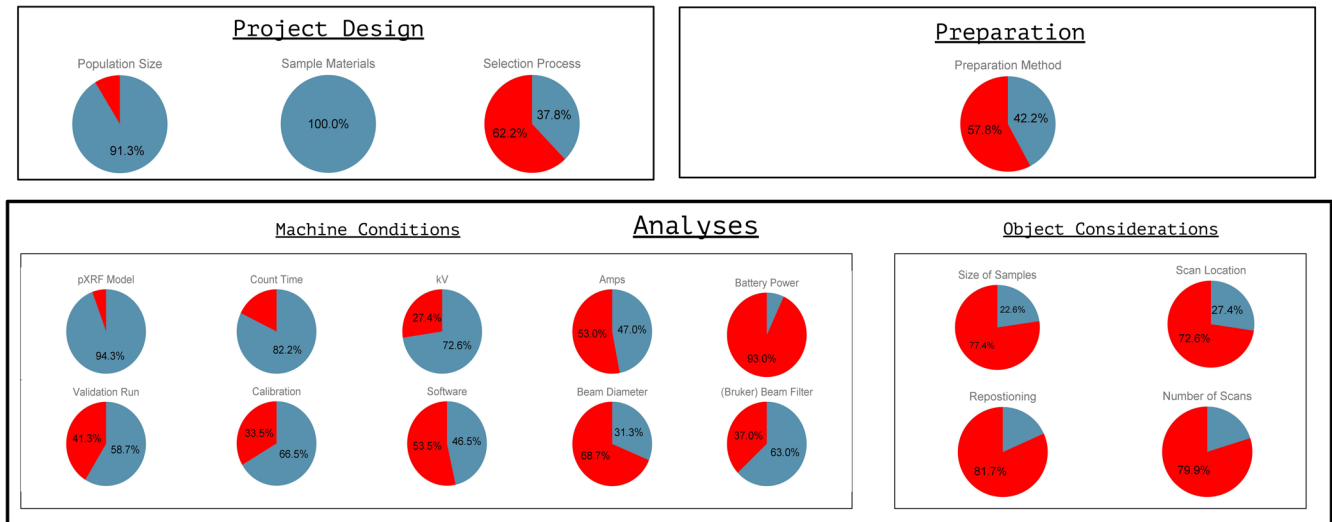 Project Design
Population Size
91.3%
Sample Materials
100.0%
Selection Process
37.8%
62.2%
Preparation
Preparation Method
42.2%
57.8%
Analyses
Machine Conditions
pXRF Model
94.3%
Count Time
82.2%
kV
27.4%
72.6%
Amps
53.0%
47.0%
Battery Power
93.0%
Validation Run
41.3%
58.7%
Calibration
33.5%
66.5%
Software
53.5%
46.5%
Beam Diameter
31.3%
68.7%
(Bruker) Beam Filter
37.0%
63.0%
Object Considerations
Size of Samples
22.6%
77.4%
Scan Location
27.4%
72.6%
Repostioning
81.7%
Number of Scans
79.9%